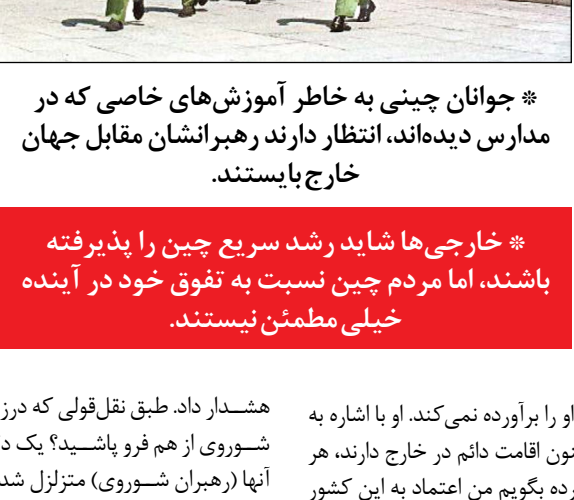 * جوانان چینی به خاطر آموزش‌های خاصی که در
مدارس دیده‌اند، انتظار دارند رهبرانشان مقابل جهان
خارج بایستند.
* خارجی‌ها شاید رشد سریع چین را پذیرفته
باشند، اما مردم چین نسبت به تفوق خود در آینده
خیلی مطمئن نیستند.
او را برآورده نمی‌کند. او با اشاره به
اقامت دائم در خارج دارند، هر
بگویم من اعتماد به این کشور
هشدار داد. طبق نقل‌قولی که
شوروی از هم فرو پاشید؟ یک
آنها (رهبران شوروی) متزلزل